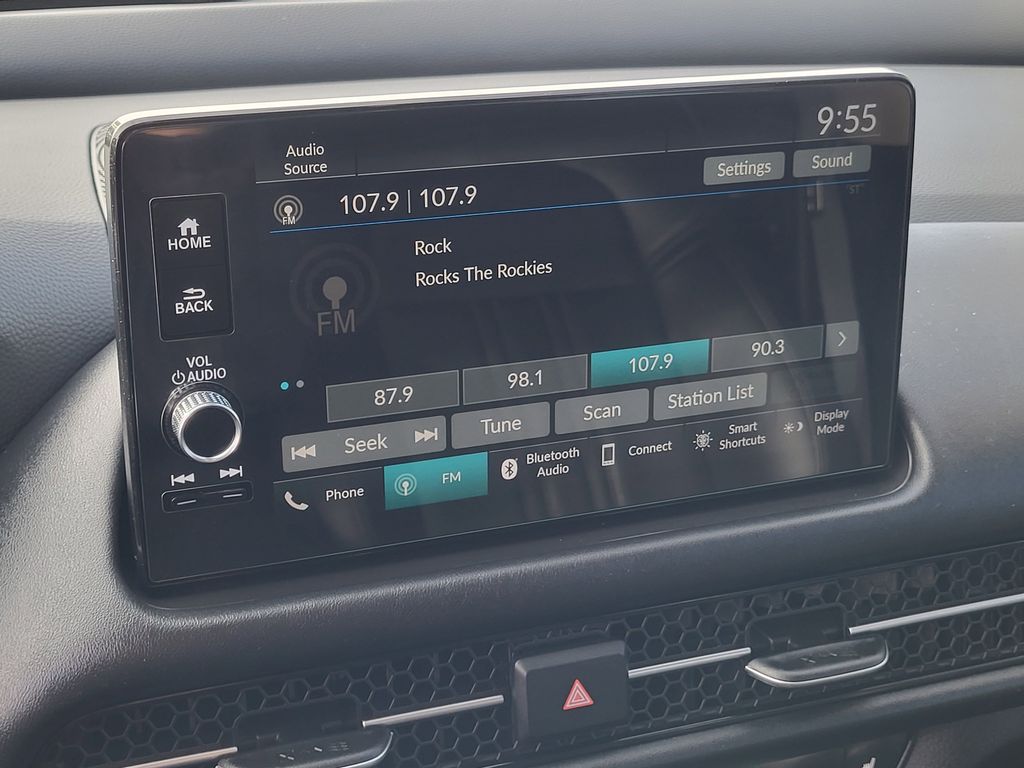 9:55
Audio
Source
Settings
Sound
FM
107.9 | 107.9
ST
HOME
Rock
Rocks The Rockies
FM
BACK
VOL
AUDIO
87.9
98.1
107.9
90.3
Seek
Tune
Scan
Station List
Phone
FM
Bluetooth
Audio
Connect
Smart
Shortcuts
Display
Mode